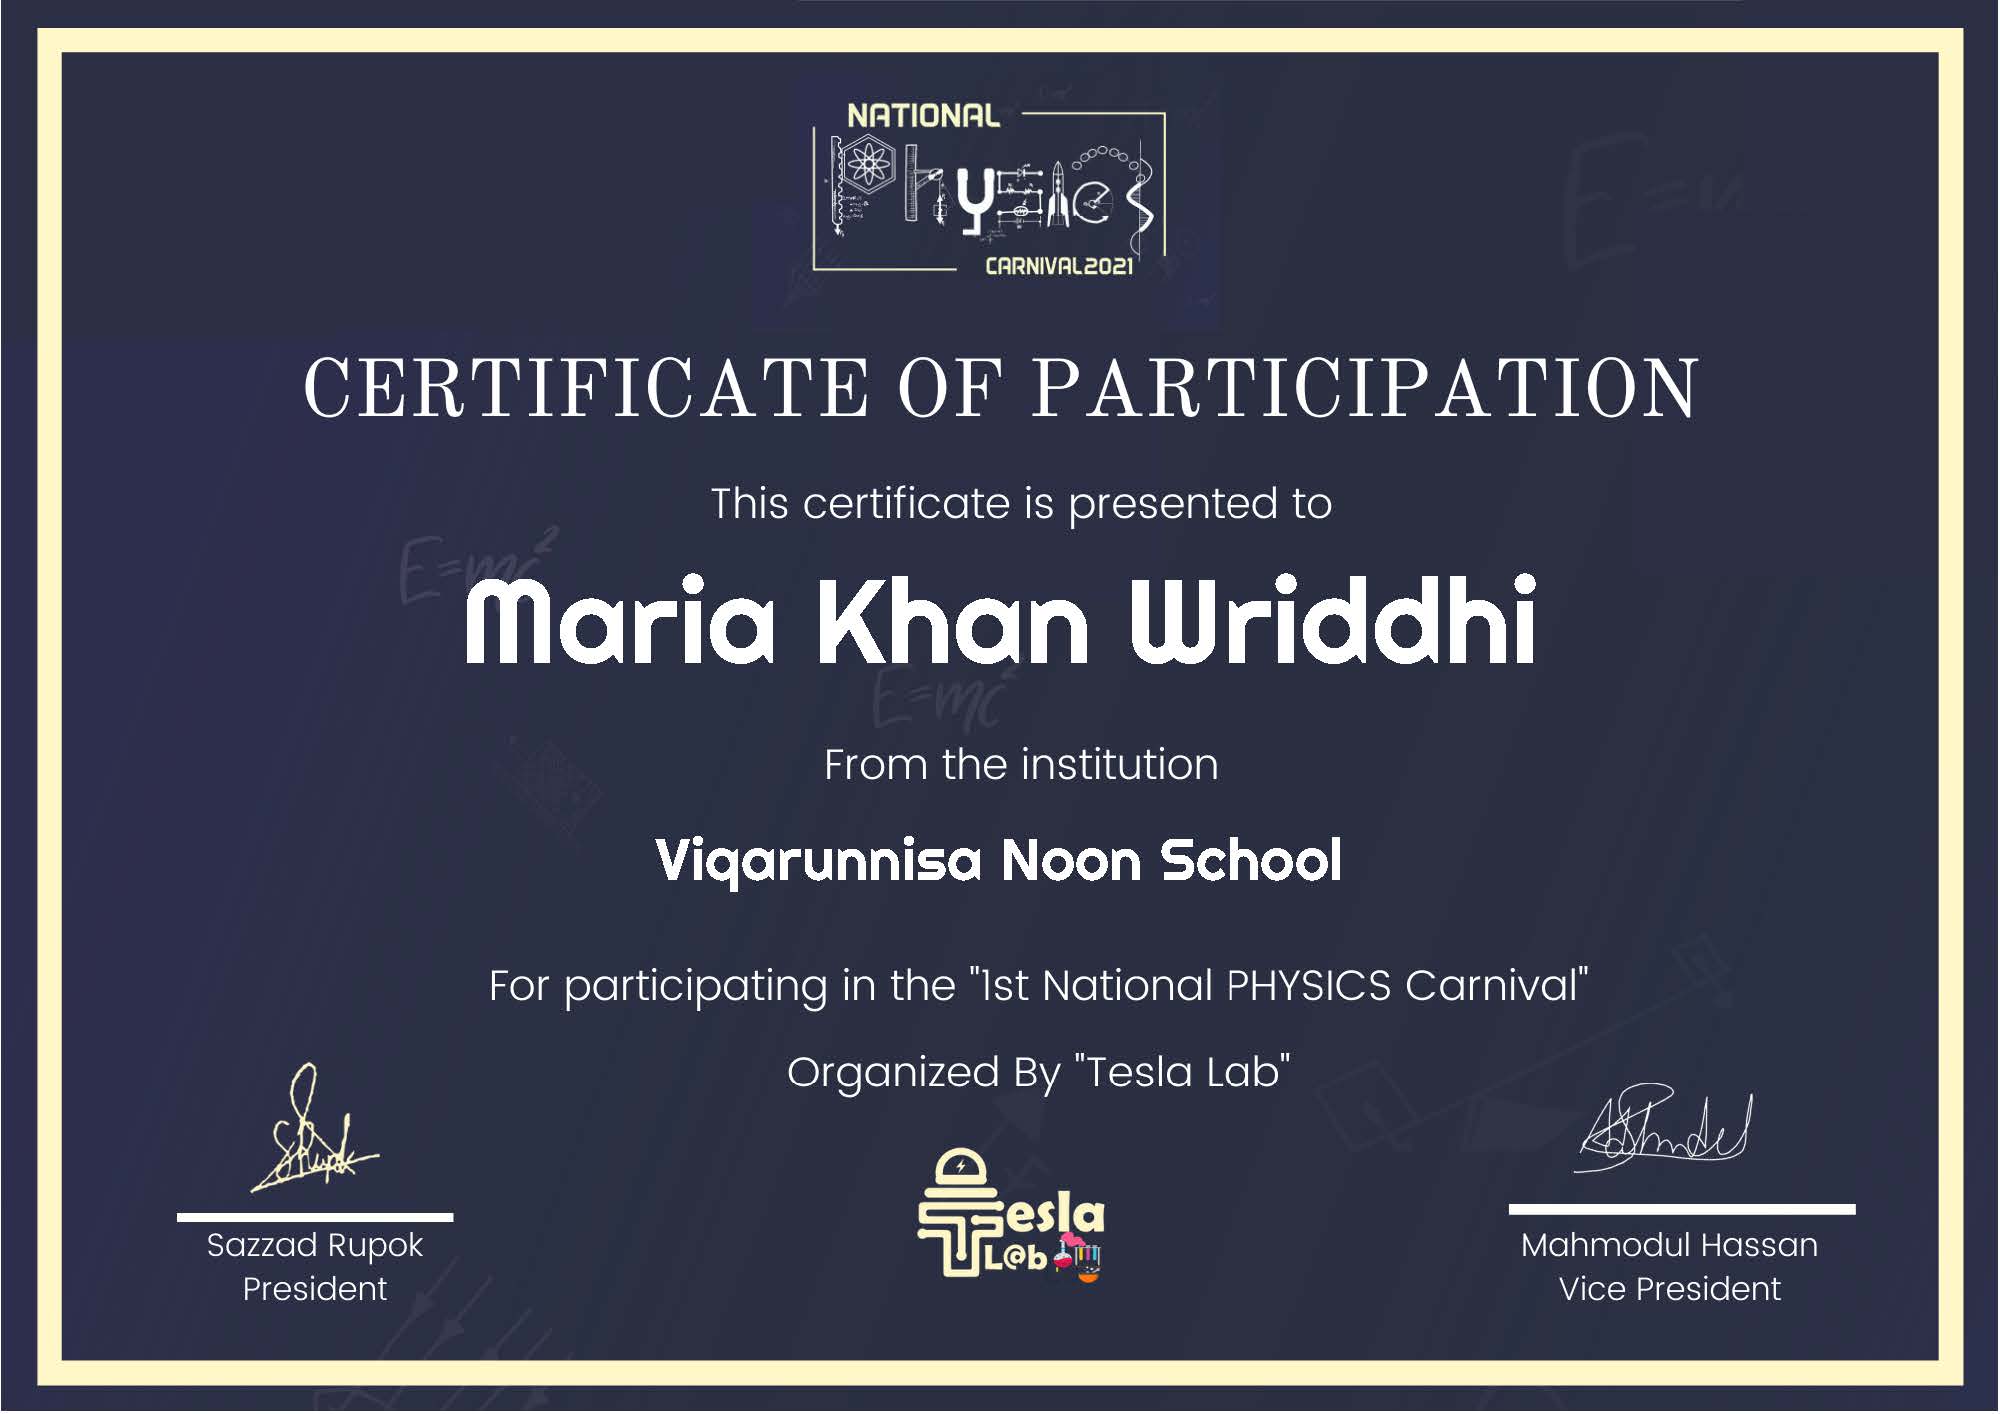 NATIONAL
Physics
CARNIVAL2021
CERTIFICATE OF PARTICIPATION
This certificate is presented to
E=mc²
Maria Khan Wriddhi
E=mc²
From the institution
Viqarunnisa Noon School
For participating in the "1st National PHYSICS Carnival"
Organized By "Tesla Lab"
Tesla
L@b
Sazzad Rupok
President
Mahmodul Hassan
Vice President